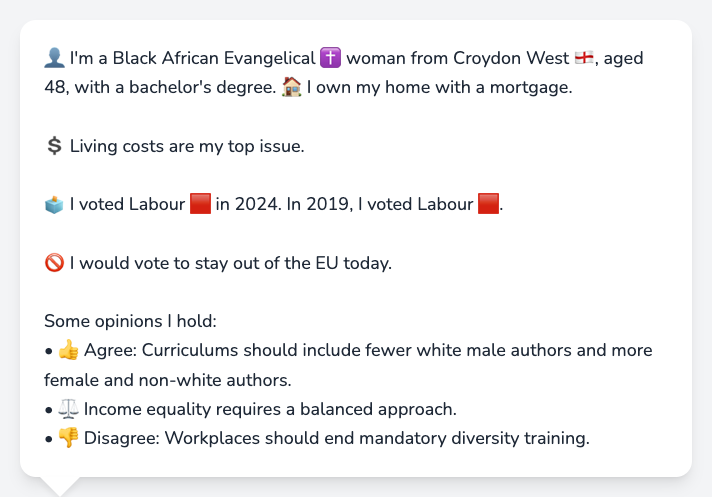 👤 I'm a Black African Evangelical ✝️ woman from Croydon West 🏴󠁧󠁢󠁥󠁮󠁧󠁿, aged
48, with a bachelor's degree. 🏠 I own my home with a mortgage.
💲 Living costs are my top issue.
🗳️ I voted Labour 🟥 in 2024. In 2019, I voted Labour 🟥.
🚫 I would vote to stay out of the EU today.
Some opinions I hold:
• 👍 Agree: Curriculums should include fewer white male authors and more
female and non-white authors.
• ⚖️ Income equality requires a balanced approach.
• 👎 Disagree: Workplaces should end mandatory diversity training.